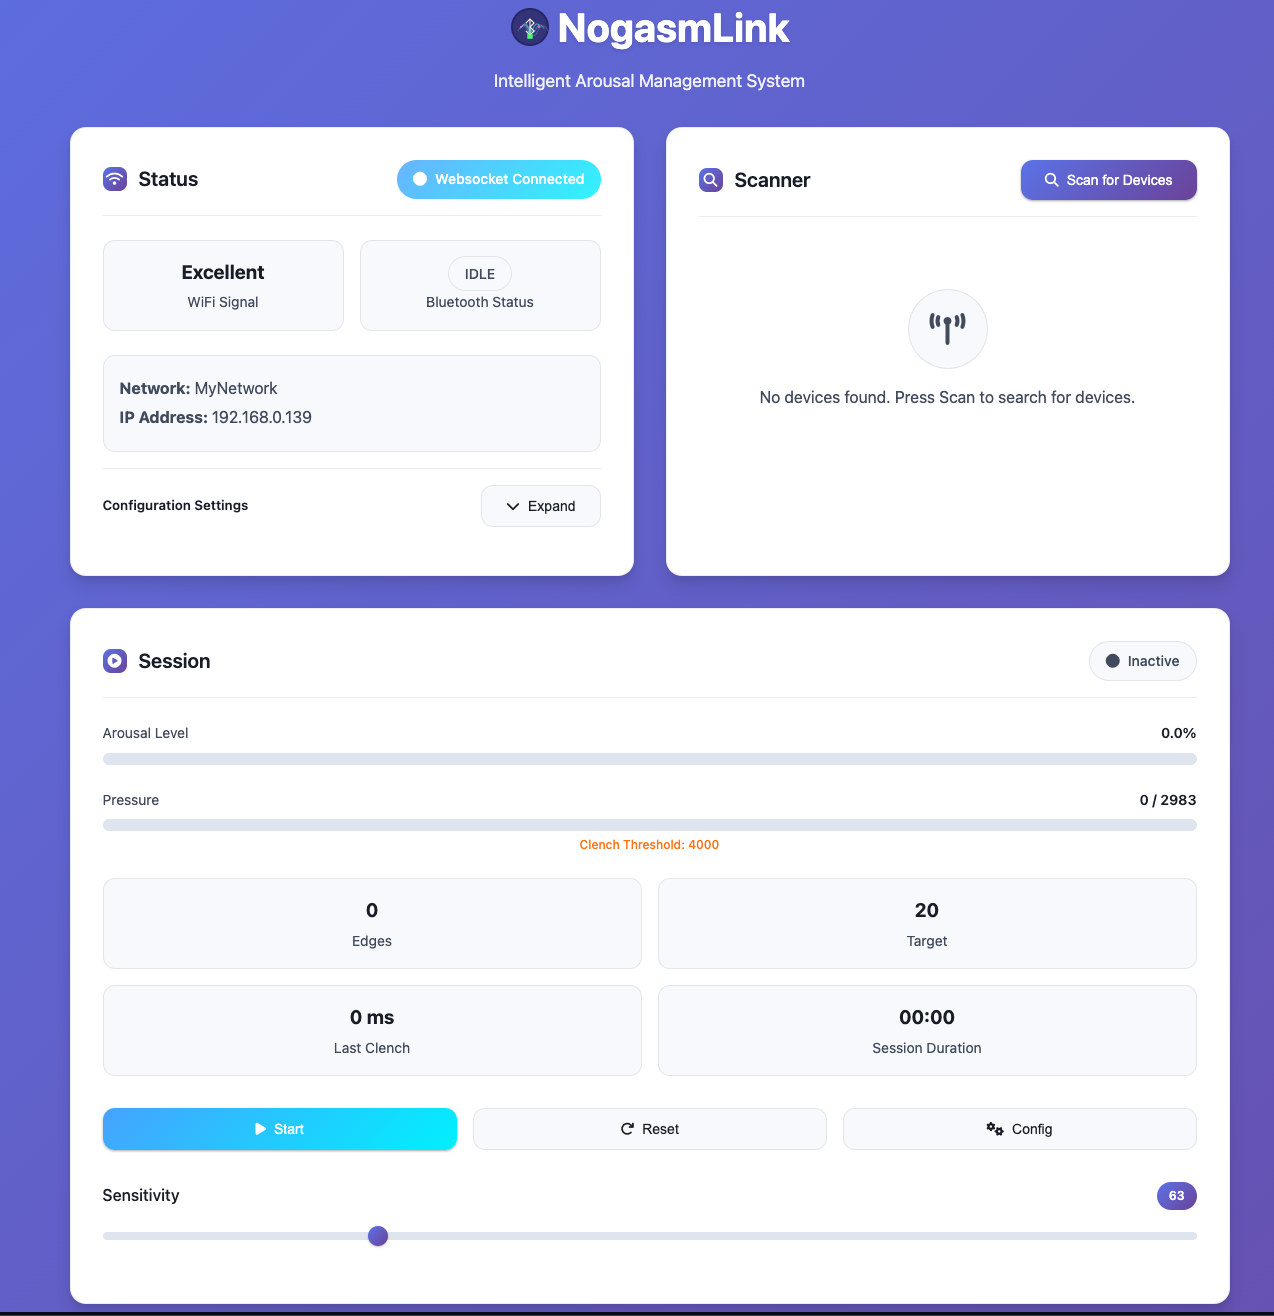 NogasmLink
Intelligent Arousal Management System
Status
Websocket Connected
Excellent
WiFi Signal
IDLE
Bluetooth Status
Network: MyNetwork
IP Address: 192.168.0.139
Configuration Settings
Expand
Scanner
Scan for Devices
No devices found. Press Scan to search for devices.
Session
Inactive
Arousal Level
0.0%
Pressure
0 / 2983
Clench Threshold: 4000
0
Edges
20
Target
0 ms
Last Clench
00:00
Session Duration
Start
Reset
Config
Sensitivity
63